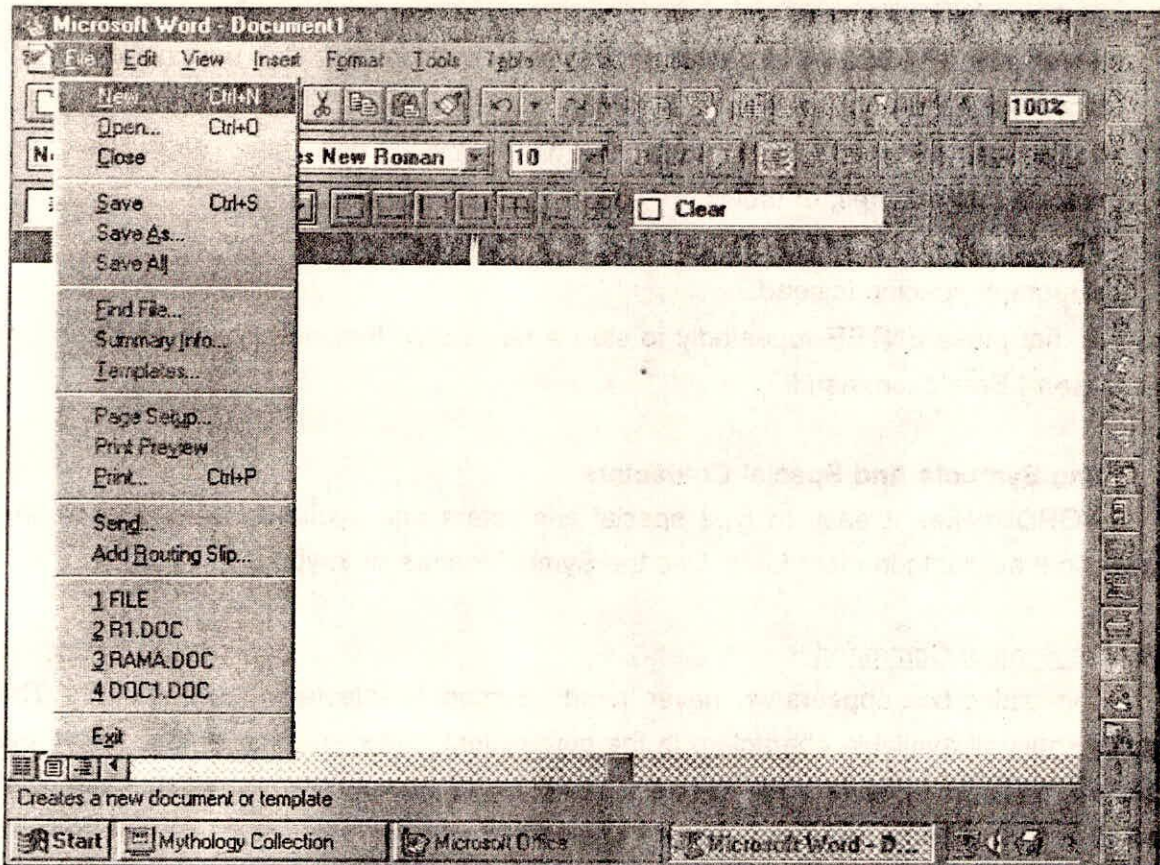 Microsoft Word - Document1
File Edit View Insert Format Tools Table
New... Ctrl+N
100%
Open... Ctrl+O
Close
es New Roman 10
Save Ctrl+S
Clear
Save As...
Save All
Find File...
Summary Info...
Templates...
Page Setup...
Print Preview
Print... Ctrl+P
Send...
Add Routing Slip...
1 FILE
2 R1.DOC
3 RAMA.DOC
4 DOC1.DOC
Exit
Creates a new document or template
Start Mythology Collection Microsoft Office Microsoft Word - D...